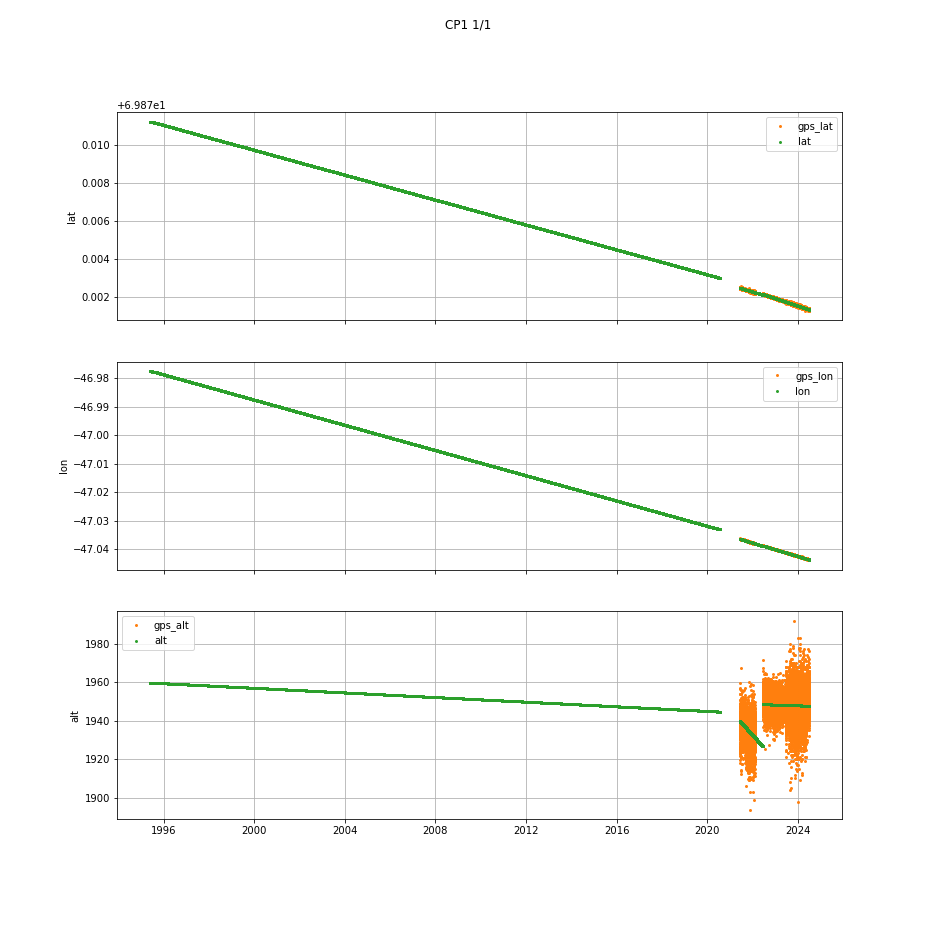 CP1 1/1
+6.987e1
gps_lat
lat
0.010
0.008
0.006
0.004
0.002
lat
gps_lon
lon
−46.98
−46.99
−47.00
−47.01
−47.02
−47.03
−47.04
lon
gps_alt
alt
1980
1960
1940
1920
1900
alt
1996
2000
2004
2008
2012
2016
2020
2024